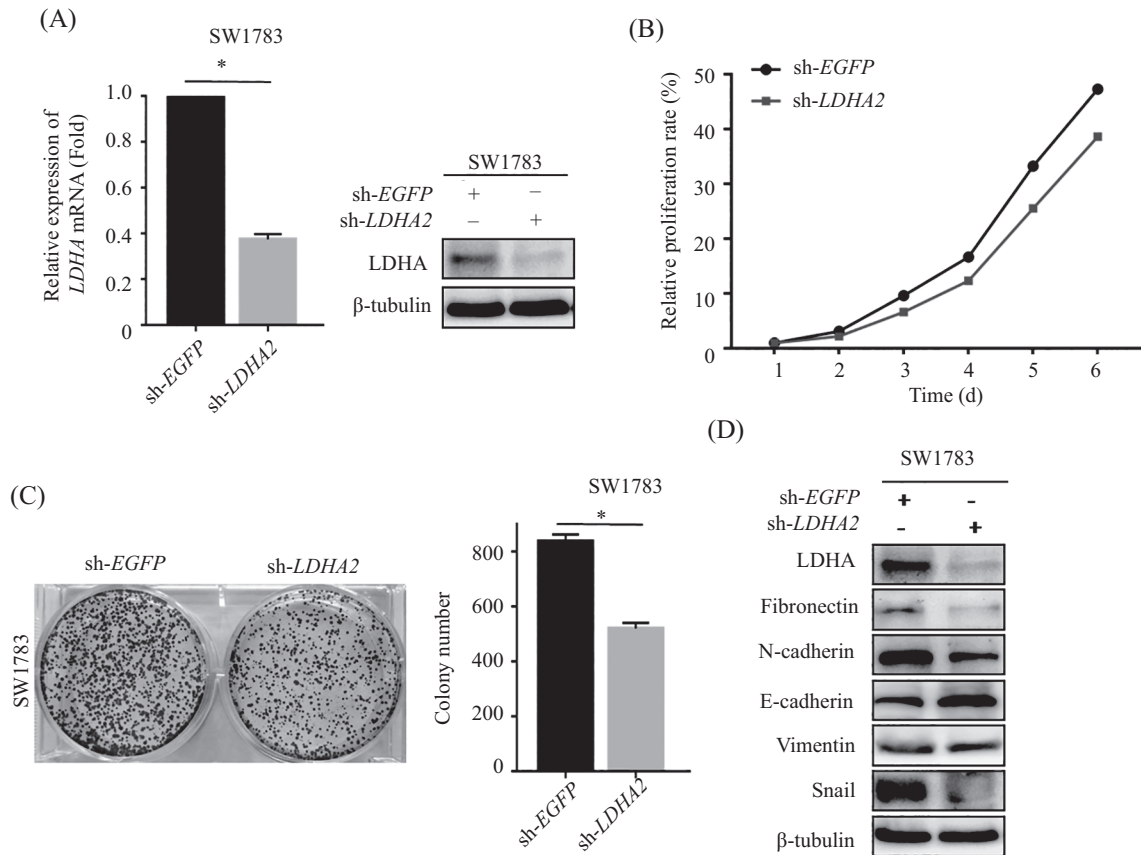 (A)
SW1783
*
Relative expression of
LDHA mRNA (Fold)
1.0
0.8
0.6
0.4
0.2
0
sh-EGFP
sh-LDHA2
SW1783
sh-EGFP + –
sh-LDHA2 – +
LDHA
β-tubulin
(B)
sh-EGFP
sh-LDHA2
Relative proliferation rate (%)
50
40
30
20
10
0
1 2 3 4 5 6
Time (d)
(C)
sh-EGFP sh-LDHA2
SW1783
SW1783
*
Colony number
800
600
400
200
0
sh-EGFP
sh-LDHA2
(D)
SW1783
sh-EGFP + -
sh-LDHA2 - +
LDHA
Fibronectin
N-cadherin
E-cadherin
Vimentin
Snail
β-tubulin